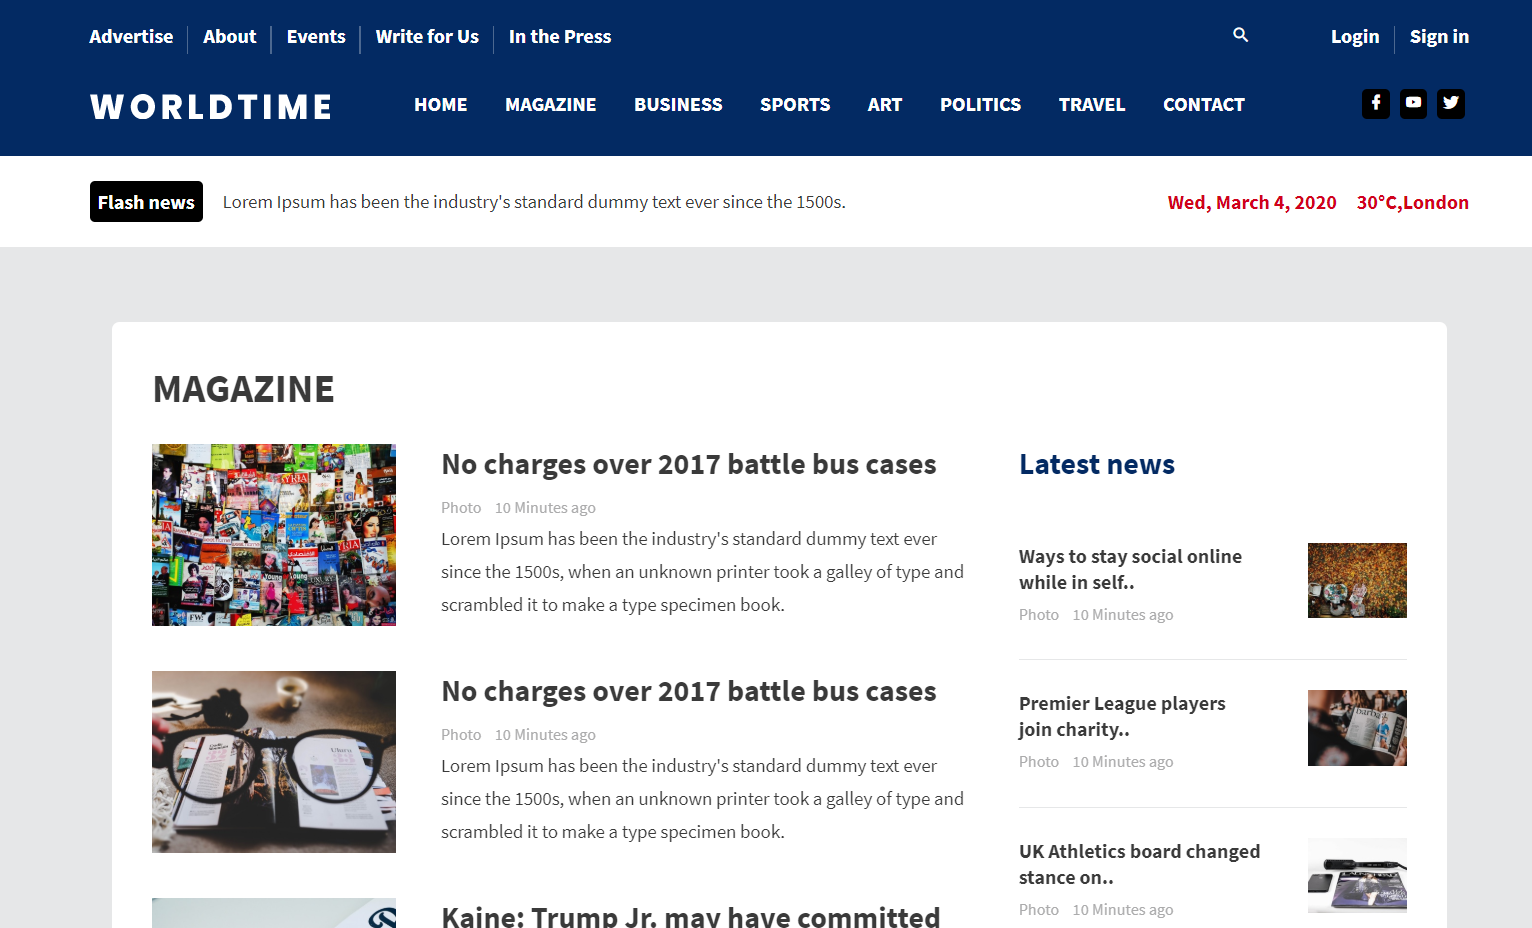 Advertise About Events Write for Us In the Press Login Sign in
WORLDTIME HOME MAGAZINE BUSINESS SPORTS ART POLITICS TRAVEL CONTACT
Flash news Lorem Ipsum has been the industry's standard dummy text ever since the 1500s. Wed, March 4, 2020 30°C,London
MAGAZINE
No charges over 2017 battle bus cases
Photo 10 Minutes ago
Lorem Ipsum has been the industry's standard dummy text ever
since the 1500s, when an unknown printer took a galley of type and
scrambled it to make a type specimen book.
No charges over 2017 battle bus cases
Photo 10 Minutes ago
Lorem Ipsum has been the industry's standard dummy text ever
since the 1500s, when an unknown printer took a galley of type and
scrambled it to make a type specimen book.
Kaine: Trump Jr. may have committed
Latest news
Ways to stay social online
while in self..
Photo 10 Minutes ago
Premier League players
join charity..
Photo 10 Minutes ago
UK Athletics board changed
stance on..
Photo 10 Minutes ago